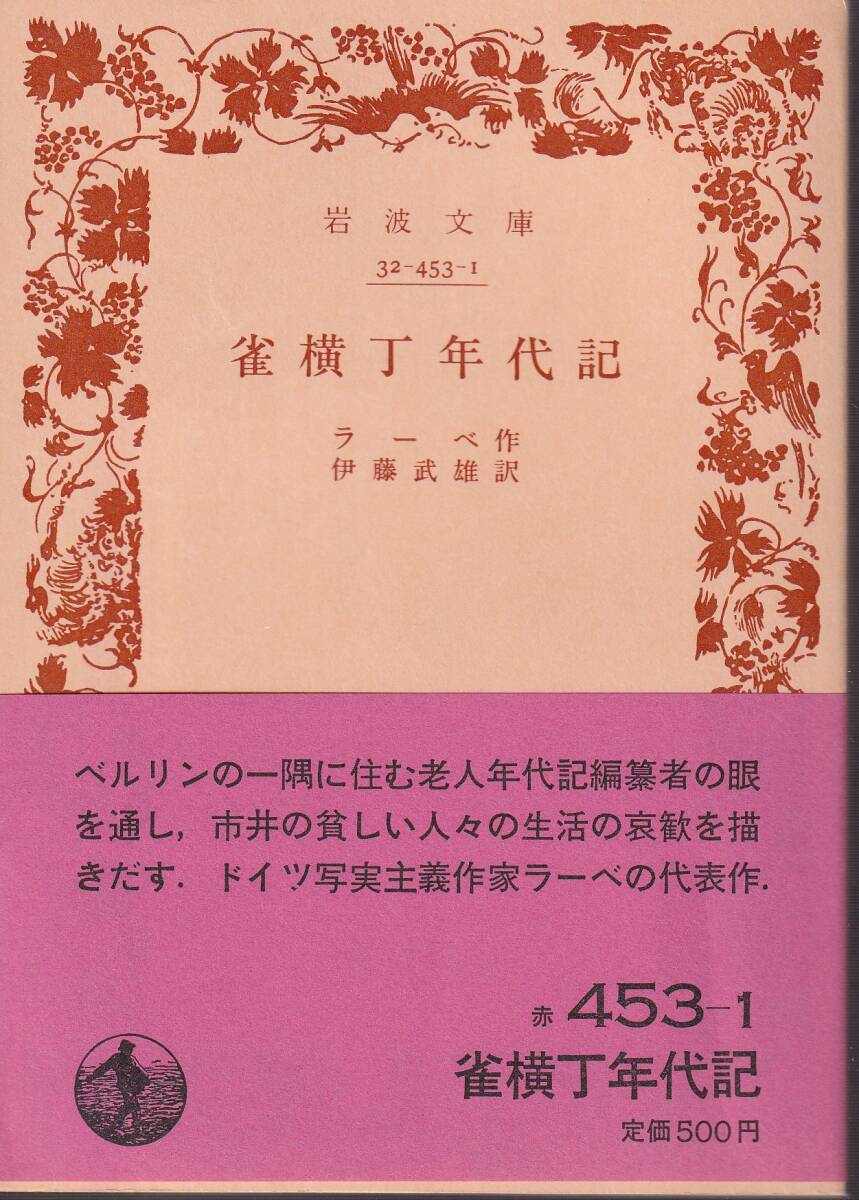 岩波文庫
32-453-1
雀横丁年代記
ラーベ作
伊藤武雄訳
ベルリンの一隅に住む老人年代記編纂者の眼
を通し，市井の貧しい人々の生活の哀歓を描
きだす．ドイツ写実主義作家ラーベの代表作．
赤 453-1
雀横丁年代記
定価500円